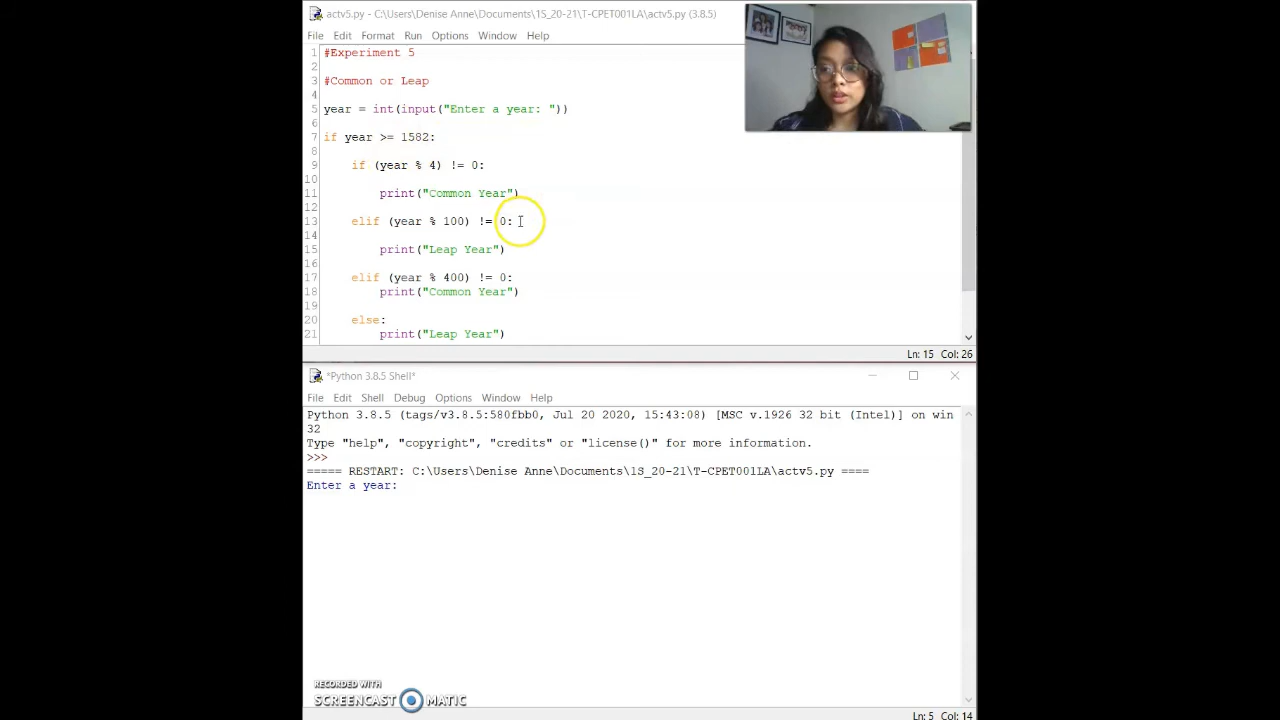 actv5.py - C:\Users\Denise Anne\Documents\1S_20-21\T-CPET001LA\actv5.py (3.8.5)
File Edit Format Run Options Window Help
1 #Experiment 5
2
3 #Common or Leap
4
5 year = int(input("Enter a year: "))
6
7 if year >= 1582:
8
9 if (year % 4) != 0:
10
11 print("Common Year")
12
13 elif (year % 100) != 0:
14
15 print("Leap Year")
16
17 elif (year % 400) != 0:
18 print("Common Year")
19
20 else:
21 print("Leap Year")
Ln: 15 Col: 26
*Python 3.8.5 Shell*
File Edit Shell Debug Options Window Help
Python 3.8.5 (tags/v3.8.5:580fbb0, Jul 20 2020, 15:43:08) [MSC v.1926 32 bit (Intel)] on win
32
Type "help", "copyright", "credits" or "license()" for more information.
>>>
===== RESTART: C:\Users\Denise Anne\Documents\1S_20-21\T-CPET001LA\actv5.py ====
Enter a year:
RECORDED WITH
SCREENCAST MATIC
Ln: 5 Col: 14